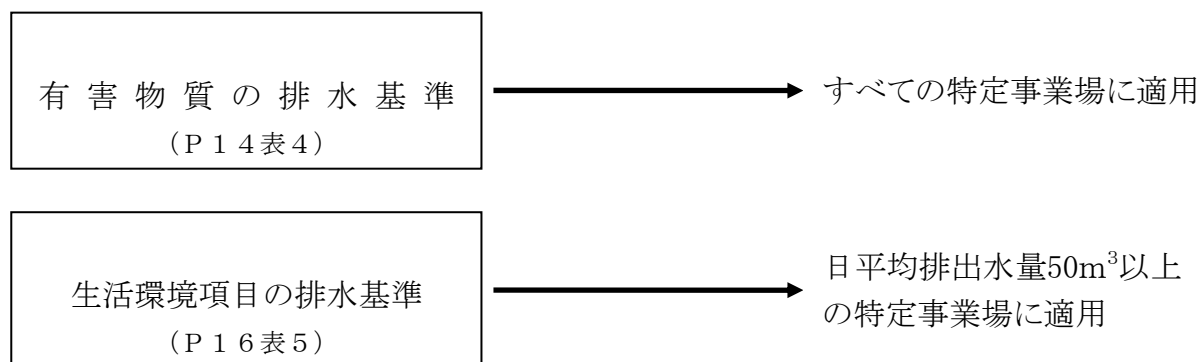 有害物質の排水基準
(P14表4)
すべての特定事業場に適用
生活環境項目の排水基準
(P16表5)
日平均排出水量50m³以上
の特定事業場に適用